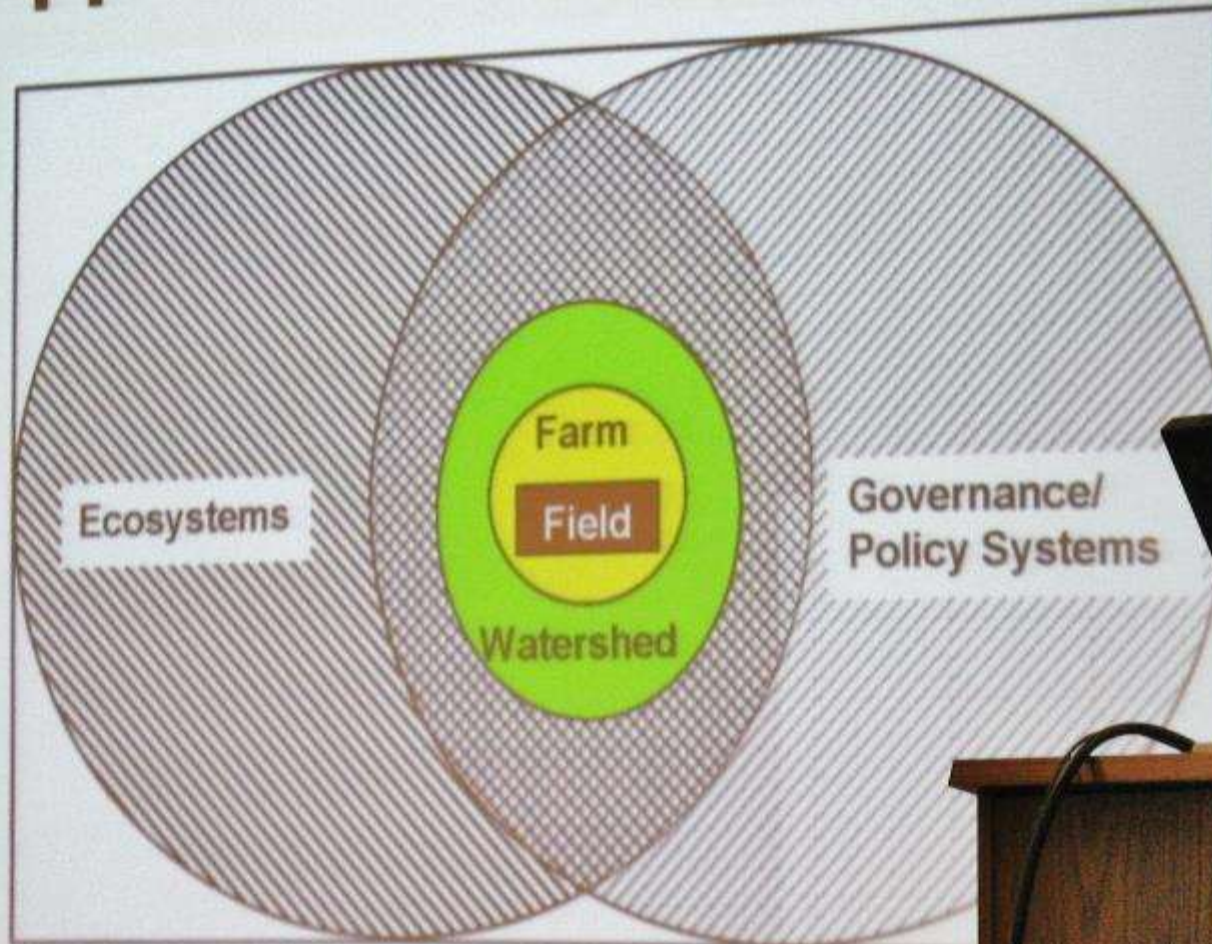 Farm
Field
Ecosystems
Governance/
Policy Systems
Watershed